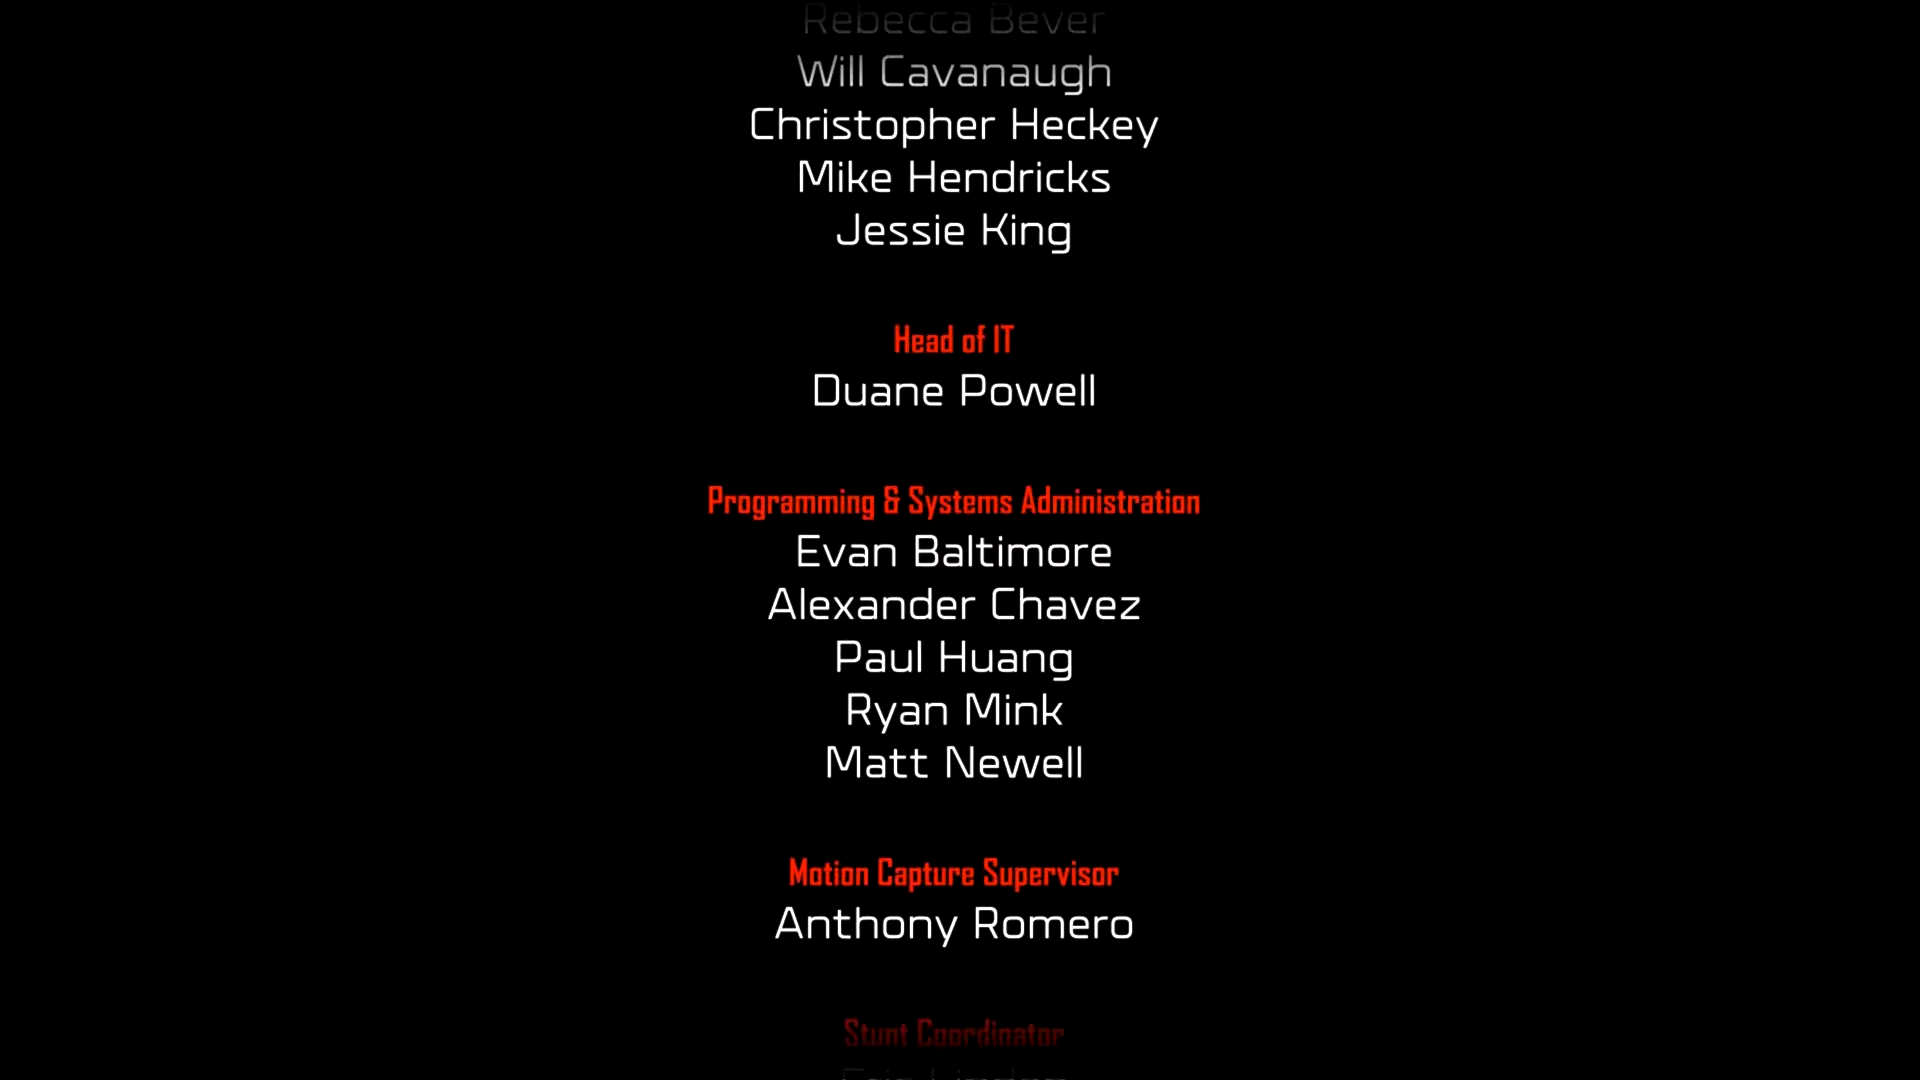 Rebecca Bever
Will Cavanaugh
Christopher Heckey
Mike Hendricks
Jessie King
Head of IT
Duane Powell
Programming & Systems Administration
Evan Baltimore
Alexander Chavez
Paul Huang
Ryan Mink
Matt Newell
Motion Capture Supervisor
Anthony Romero
Stunt Coordinator